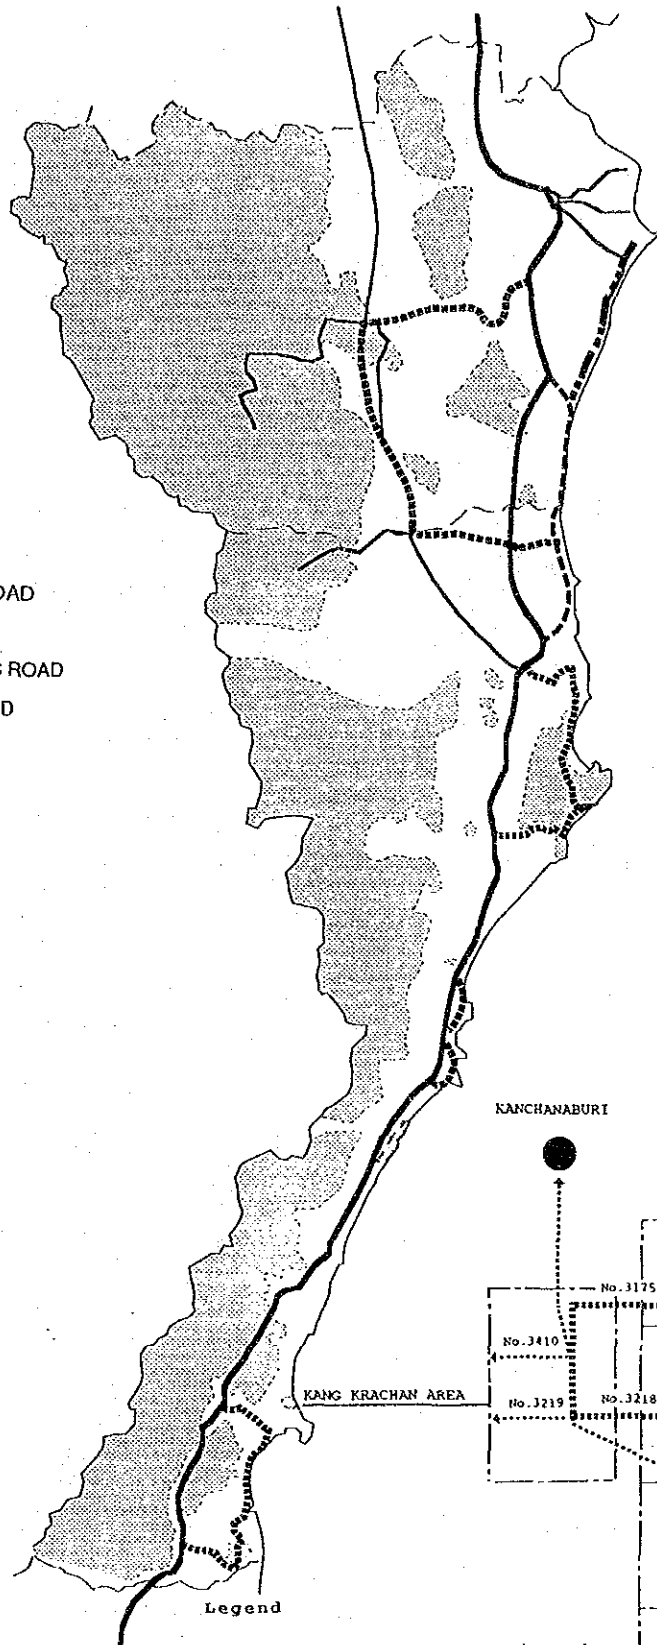 OAD
ROAD
D
KANCHANABURI
No.3175
No.3410
KANG KRACHAN AREA
No.3219
No.3218
Legend